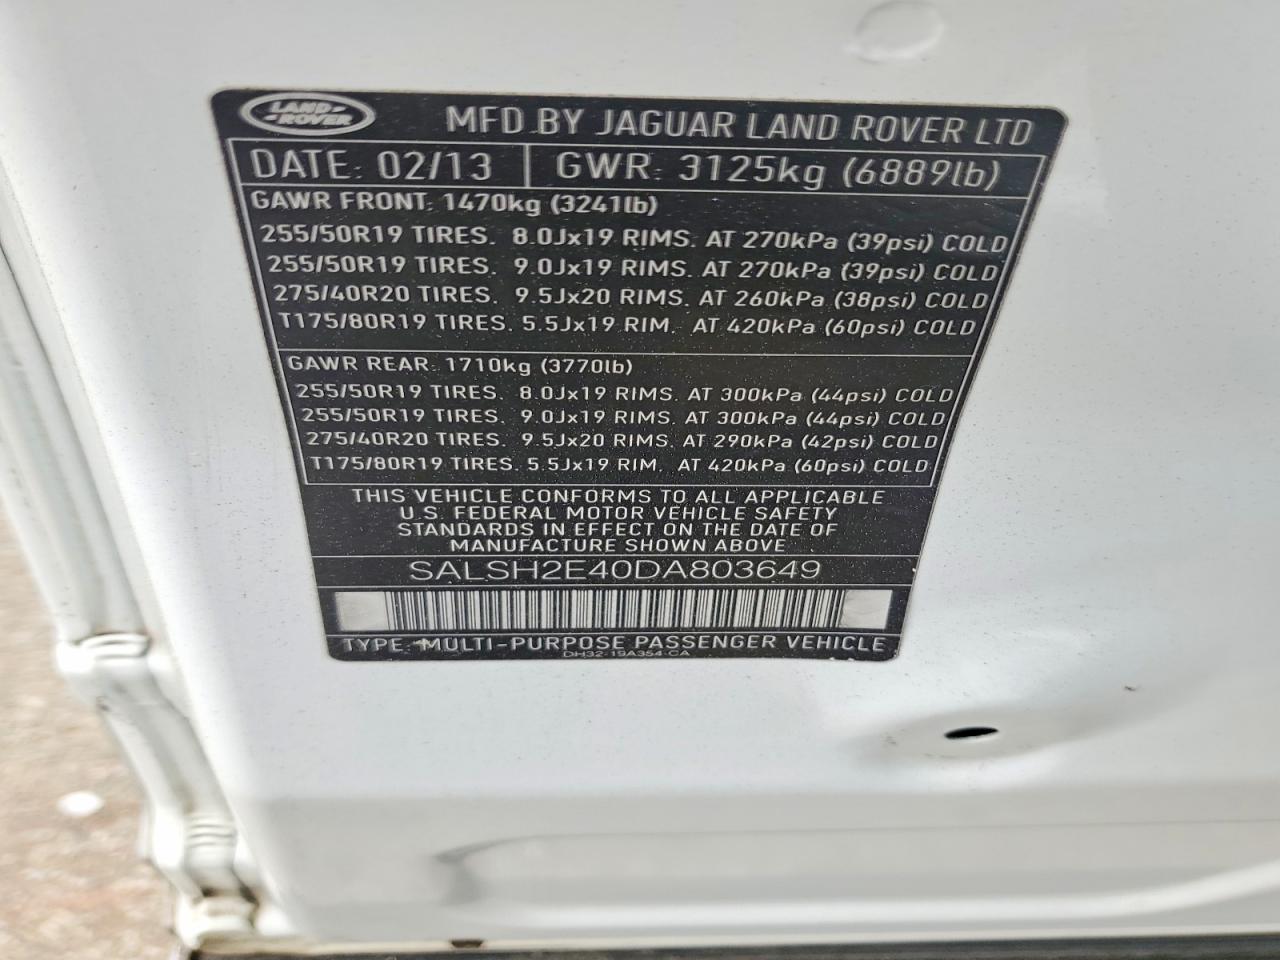 LAND-
-ROVER
MFD BY JAGUAR LAND ROVER LTD
DATE: 02/13 GWR: 3125kg (6889lb)
GAWR FRONT: 1470kg (3241lb)
255/50R19 TIRES. 8.0Jx19 RIMS. AT 270kPa (39psi) COLD
255/50R19 TIRES. 9.0Jx19 RIMS. AT 270kPa (39psi) COLD
275/40R20 TIRES. 9.5Jx20 RIMS. AT 260kPa (38psi) COLD
T175/80R19 TIRES. 5.5Jx19 RIM. AT 420kPa (60psi) COLD
GAWR REAR: 1710kg (3770lb)
255/50R19 TIRES. 8.0Jx19 RIMS. AT 300kPa (44psi) COLD
255/50R19 TIRES. 9.0Jx19 RIMS. AT 300kPa (44psi) COLD
275/40R20 TIRES. 9.5Jx20 RIMS. AT 290kPa (42psi) COLD
T175/80R19 TIRES. 5.5Jx19 RIM. AT 420kPa (60psi) COLD
THIS VEHICLE CONFORMS TO ALL APPLICABLE
U.S. FEDERAL MOTOR VEHICLE SAFETY
STANDARDS IN EFFECT ON THE DATE OF
MANUFACTURE SHOWN ABOVE
SALSH2E40DA803649
TYPE: MULTI-PURPOSE PASSENGER VEHICLE
DH32-19A354-CA